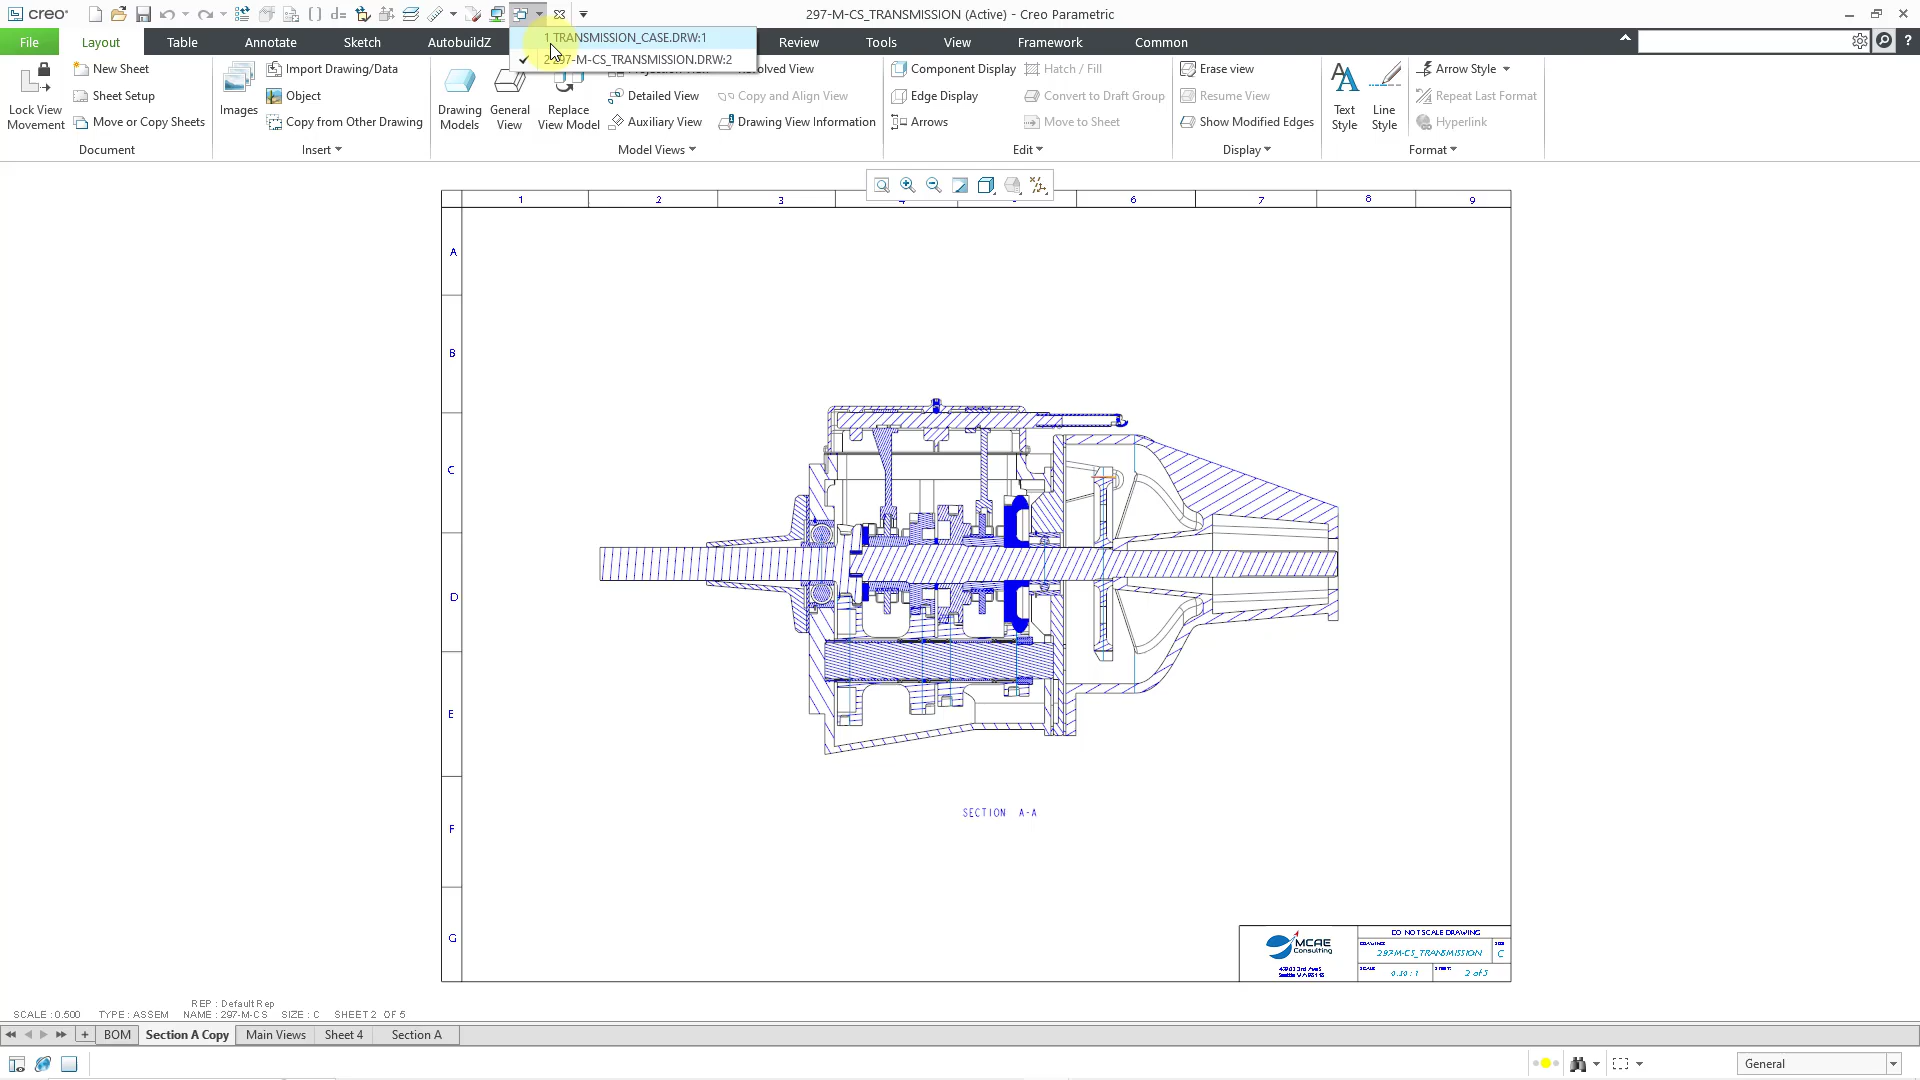 creo
297-M-CS_TRANSMISSION (Active) - Creo Parametric
File
Layout
Table
Annotate
Sketch
AutobuildZ
1 TRANSMISSION_CASE.DRW:1
2 297-M-CS_TRANSMISSION.DRW:2
Review
Tools
View
Framework
Common
Lock View Movement
New Sheet
Sheet Setup
Move or Copy Sheets
Document
Images
Import Drawing/Data
Object
Copy from Other Drawing
Insert
Drawing Models
General View
Replace View Model
Detailed View
Auxiliary View
Copy and Align View
Drawing View Information
Model Views
Component Display
Edge Display
Arrows
Hatch / Fill
Convert to Draft Group
Move to Sheet
Edit
Erase view
Resume View
Show Modified Edges
Display
Text Style
Line Style
Arrow Style
Repeat Last Format
Hyperlink
Format
1 2 3 4 6 7 8 9
A
B
C
D
E
F
G
SECTION A-A
MCAE
Consulting
DO NOT SCALE DRAWING
297-M-CS_TRANSMISSION
C
2 of 5
REP : Default Rep
SCALE : 0.500 TYPE : ASSEM NAME : 297-M-CS SIZE : C SHEET 2 OF 5
BOM
Section A Copy
Main Views
Sheet 4
Section A
General